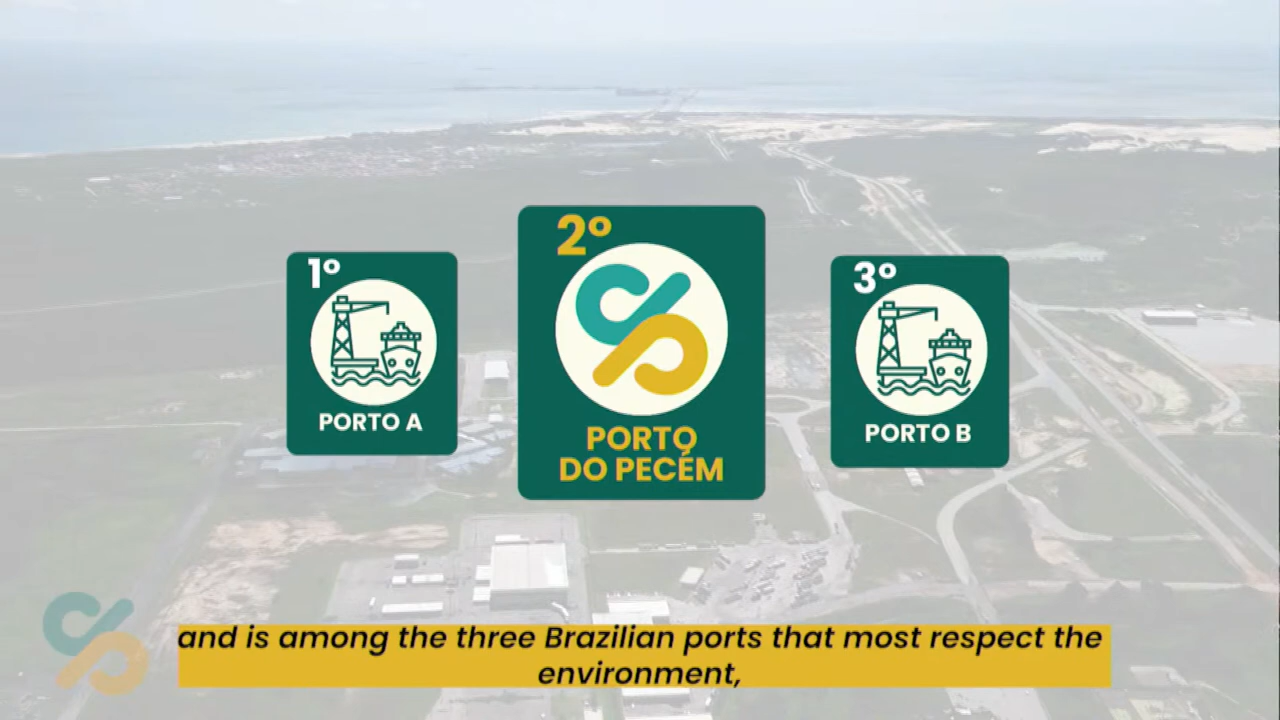 1º
PORTO A
2º
PORTO
DO PECÉM
3º
PORTO B
and is among the three Brazilian ports that most respect the
environment,